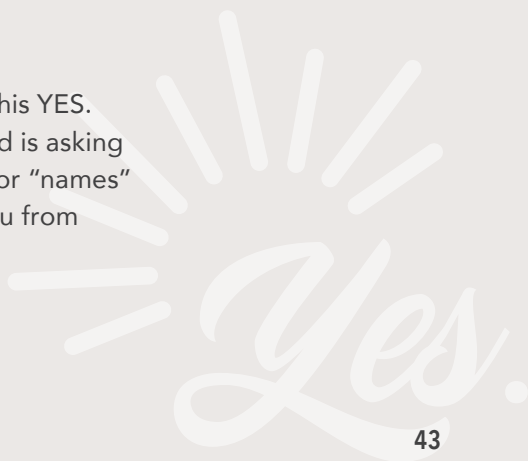 his YES.
d is asking
or “names”
u from
Yes.
43